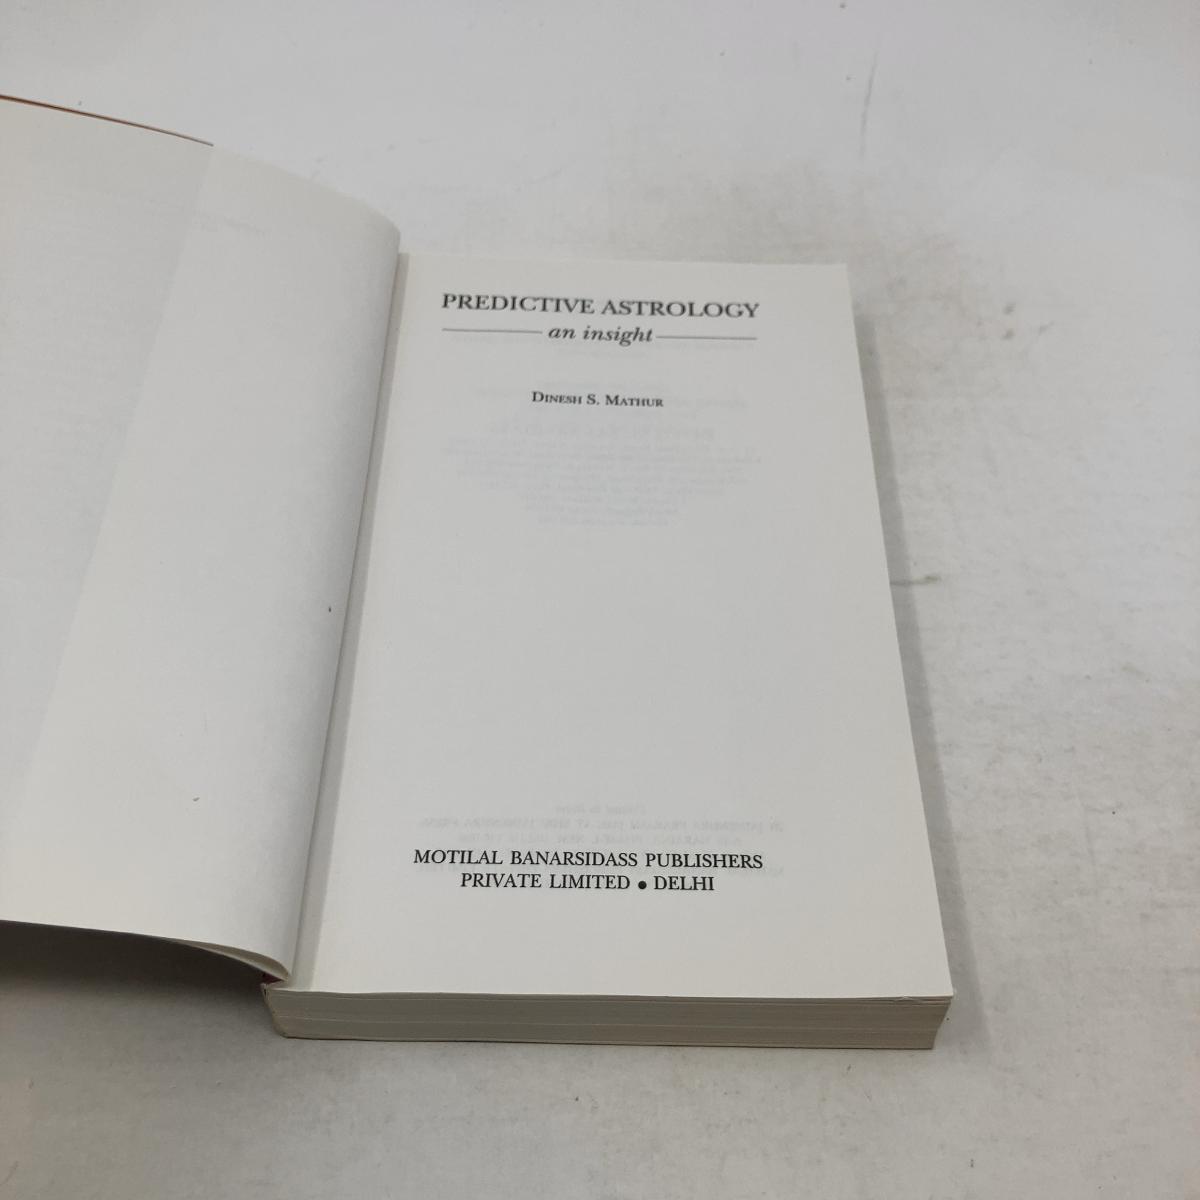 PREDICTIVE ASTROLOGY
an insight
DINESH S. MATHUR
MOTILAL BANARSIDASS PUBLISHERS
PRIVATE LIMITED • DELHI